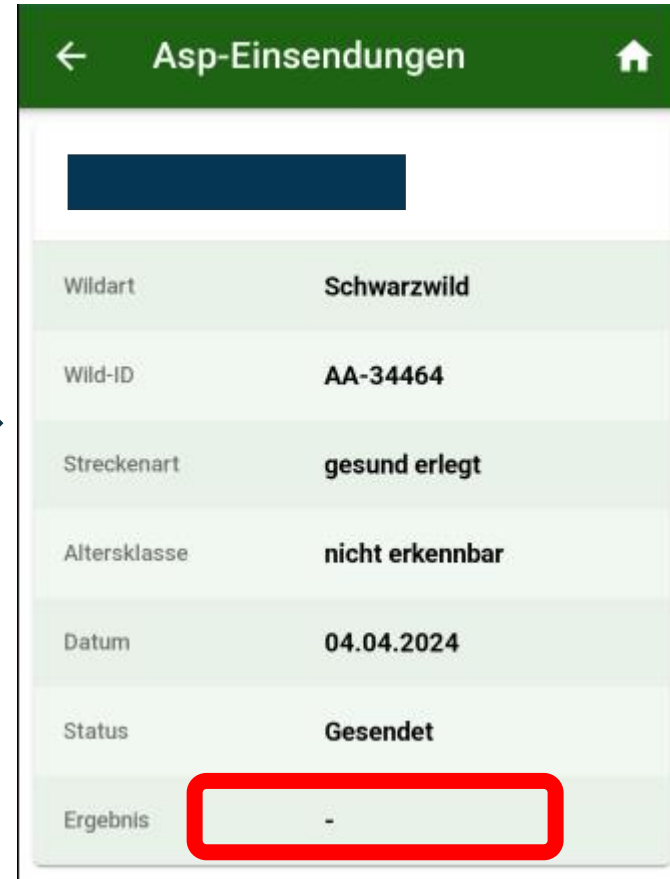 Asp-Einsendungen
Wildart Schwarzwild
Wild-ID AA-34464
Streckenart gesund erlegt
Altersklasse nicht erkennbar
Datum 04.04.2024
Status Gesendet
Ergebnis -